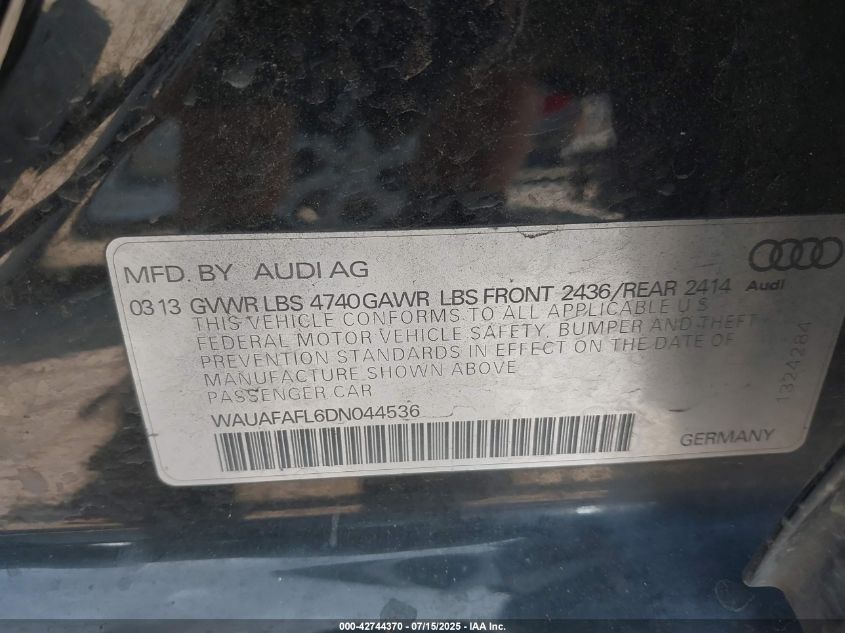 MFD. BY AUDI AG
Audi
03 13 GVWR LBS 4740 GAWR LBS FRONT 2436/REAR 2414
THIS VEHICLE CONFORMS TO ALL APPLICABLE U S
FEDERAL MOTOR VEHICLE SAFETY, BUMPER AND THEFT
PREVENTION STANDARDS IN EFFECT ON THE DATE OF
MANUFACTURE SHOWN ABOVE
PASSENGER CAR
WAUAFAFL6DN044536
GERMANY
1324284
000-42744370 - 07/15/2025 - IAA Inc.